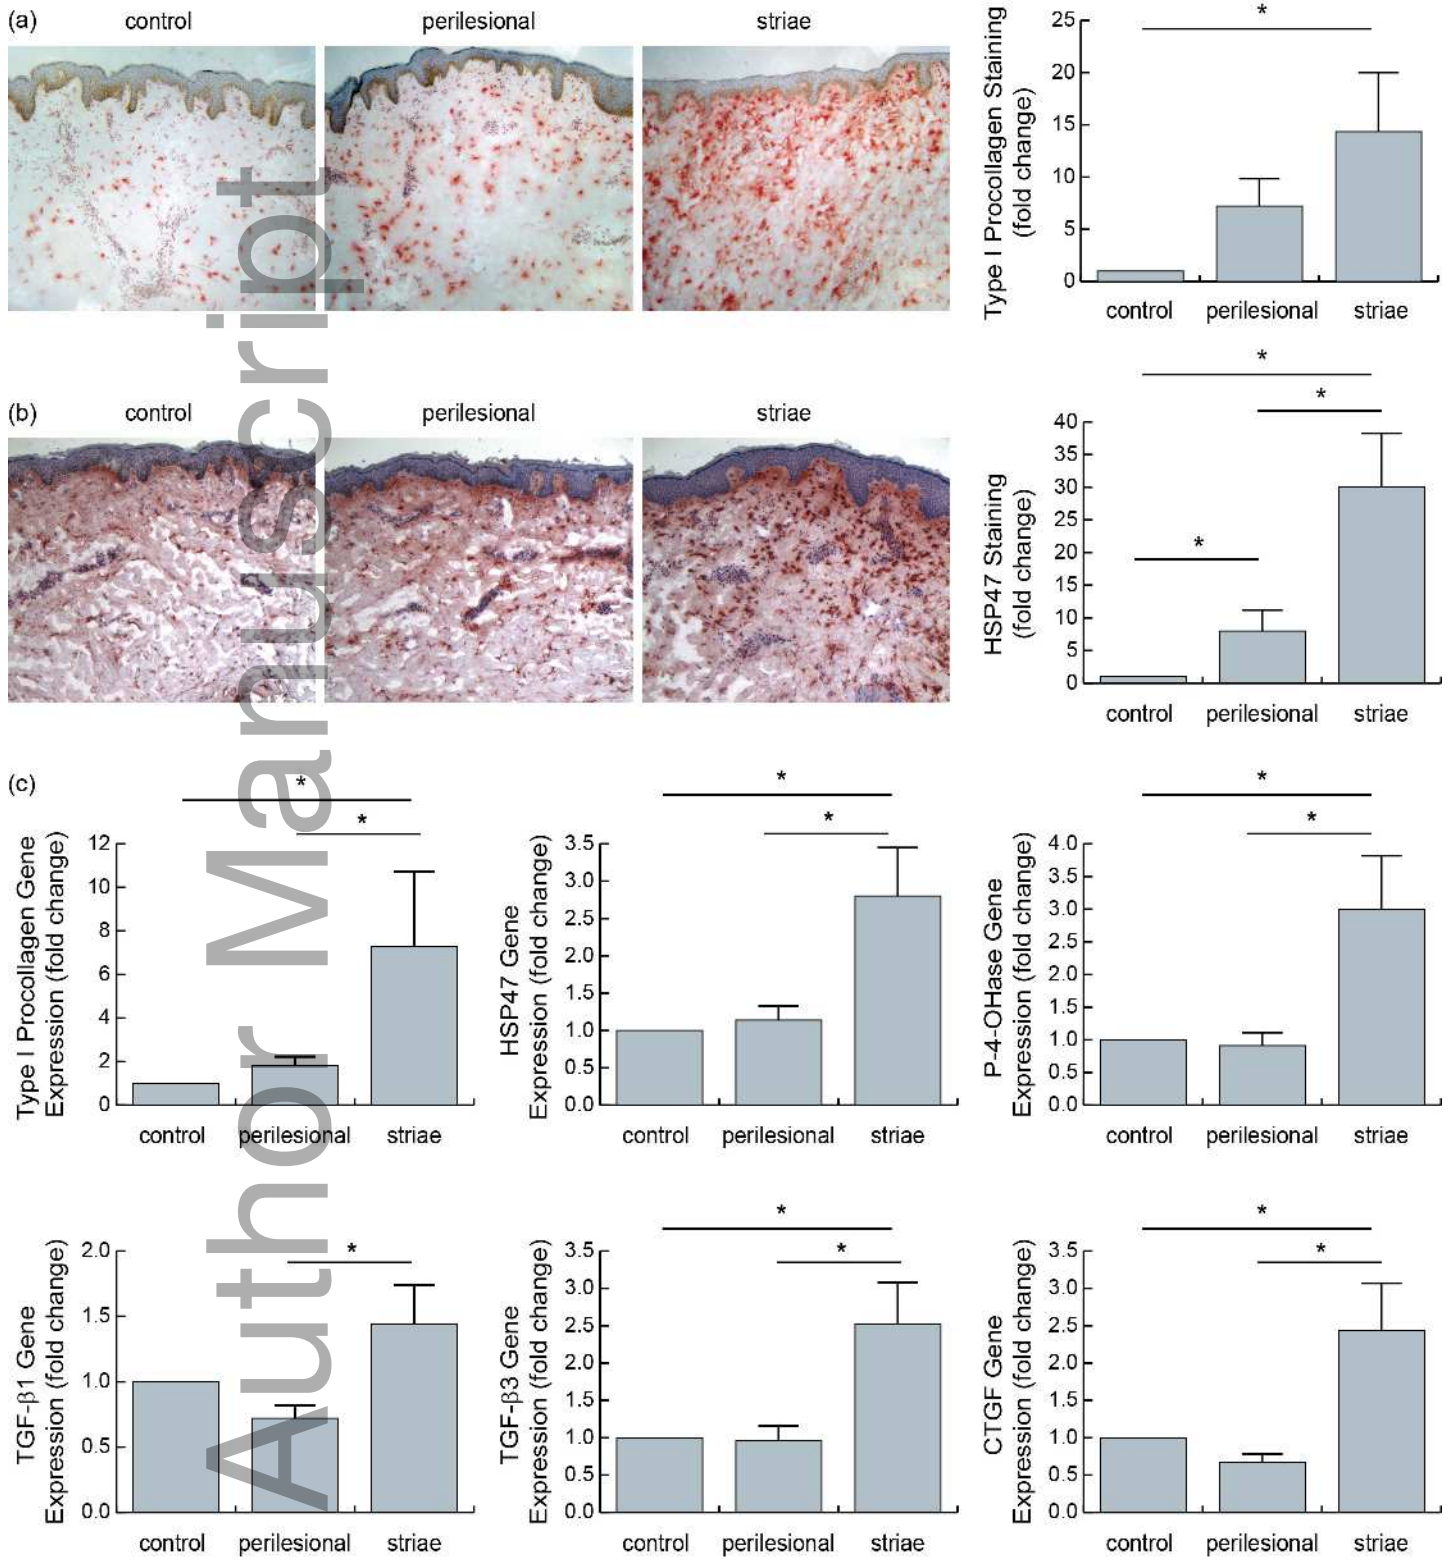 (a)
control perilesional striae
Type I Procollagen Staining
(fold change)
25
20
15
10
5
0
*
control perilesional striae
(b)
control perilesional striae
HSP47 Staining
(fold change)
40
35
30
25
20
15
10
5
0
*
*
*
control perilesional striae
(c)
Type I Procollagen Gene
Expression (fold change)
12
10
8
6
4
2
0
*
*
control perilesional striae
HSP47 Gene
Expression (fold change)
3.5
3.0
2.5
2.0
1.5
1.0
0.5
0.0
*
*
control perilesional striae
P-4-OHase Gene
Expression (fold change)
4.0
3.5
3.0
2.5
2.0
1.5
1.0
0.5
0.0
*
*
control perilesional striae
TGF-β1 Gene
Expression (fold change)
2.0
1.5
1.0
0.5
0.0
*
control perilesional striae
TGF-β3 Gene
Expression (fold change)
3.5
3.0
2.5
2.0
1.5
1.0
0.5
0.0
*
*
control perilesional striae
CTGF Gene
Expression (fold change)
3.5
3.0
2.5
2.0
1.5
1.0
0.5
0.0
*
*
control perilesional striae
Author Manuscript